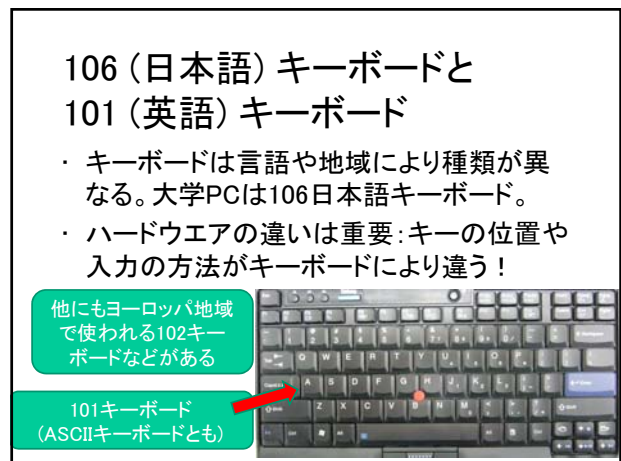 106 (日本語) キーボードと
101 (英語) キーボード
・ キーボードは言語や地域により種類が異
なる。大学PCは106日本語キーボード。
・ ハードウエアの違いは重要：キーの位置や
入力の方法がキーボードにより違う！
他にもヨーロッパ地域
で使われる102キー
ボードなどがある
101キーボード
(ASCIIキーボードとも)
Q W E R T Y U I O P
A S D F G H J K L
Z X C V B N M